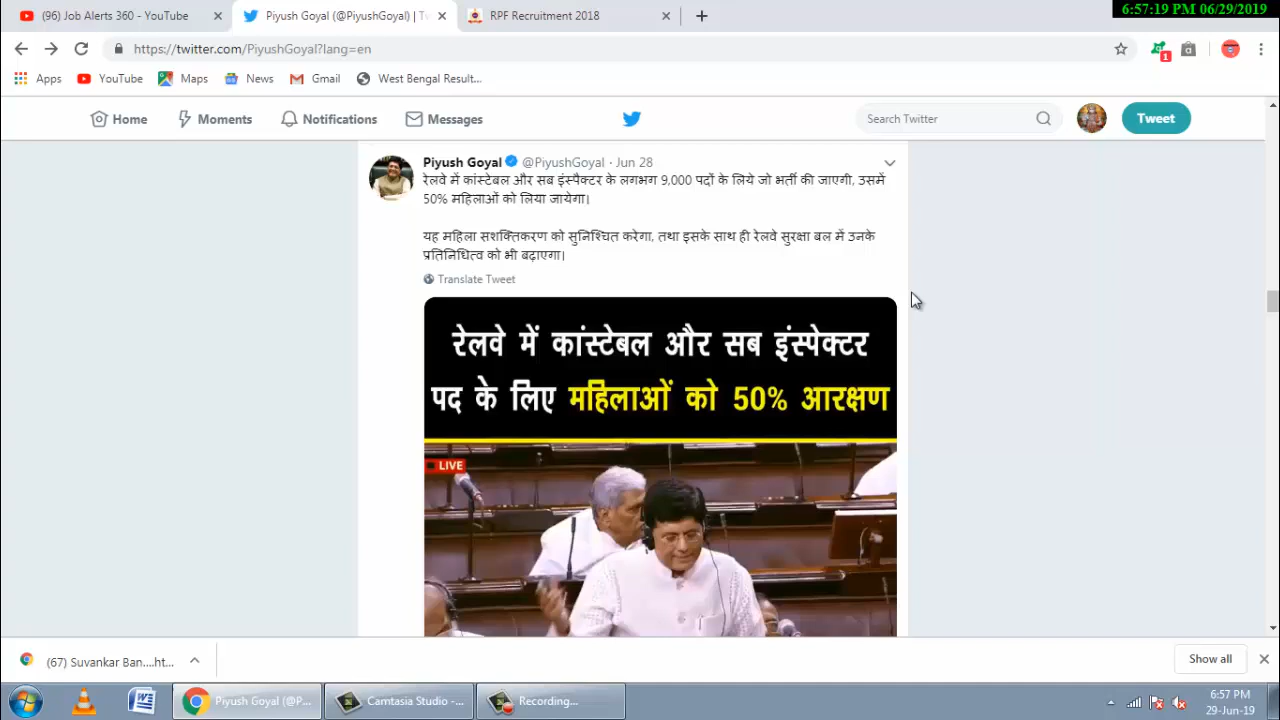 6:57:19 PM 06/29/2019
(96) Job Alerts 360 - YouTube
Piyush Goyal (@PiyushGoyal) | Tw
RPF Recruitment 2018
https://twitter.com/PiyushGoyal?lang=en
1
Apps
YouTube
Maps
News
Gmail
West Bengal Result...
Home
Moments
Notifications
Messages
Search Twitter
Tweet
Piyush Goyal @PiyushGoyal · Jun 28
रेलवे में कांस्टेबल और सब इंस्पैक्टर के लगभग 9,000 पदों के लिये जो भर्ती की जाएगी, उसमें
50% महिलाओं को लिया जायेगा।
यह महिला सशक्तिकरण को सुनिश्चित करेगा, तथा इसके साथ ही रेलवे सुरक्षा बल में उनके
प्रतिनिधित्व को भी बढ़ाएगा।
Translate Tweet
रेलवे में कांस्टेबल और सब इंस्पेक्टर
पद के लिए महिलाओं को 50% आरक्षण
LIVE
(67) Suvankar Ban....ht...
Show all
Piyush Goyal (@P...
Camtasia Studio -...
Recording...
6:57 PM
29-Jun-19